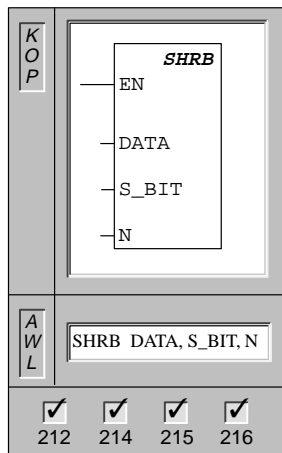 K
O
P
SHRB
EN
DATA
S_BIT
N
A
W
L
SHRB DATA, S_BIT, N
212 214 215 216